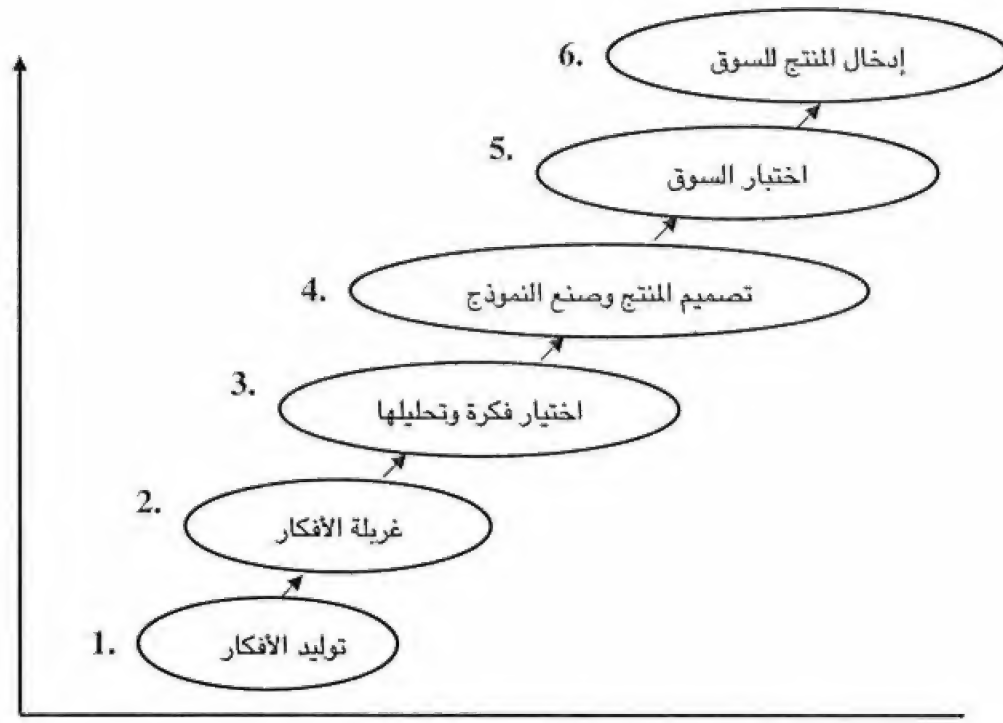 6. إدخال المنتج للسوق
5. اختبار السوق
4. تصميم المنتج وصنع النموذج
3. اختيار فكرة وتحليلها
2. غربلة الأفكار
1. توليد الأفكار